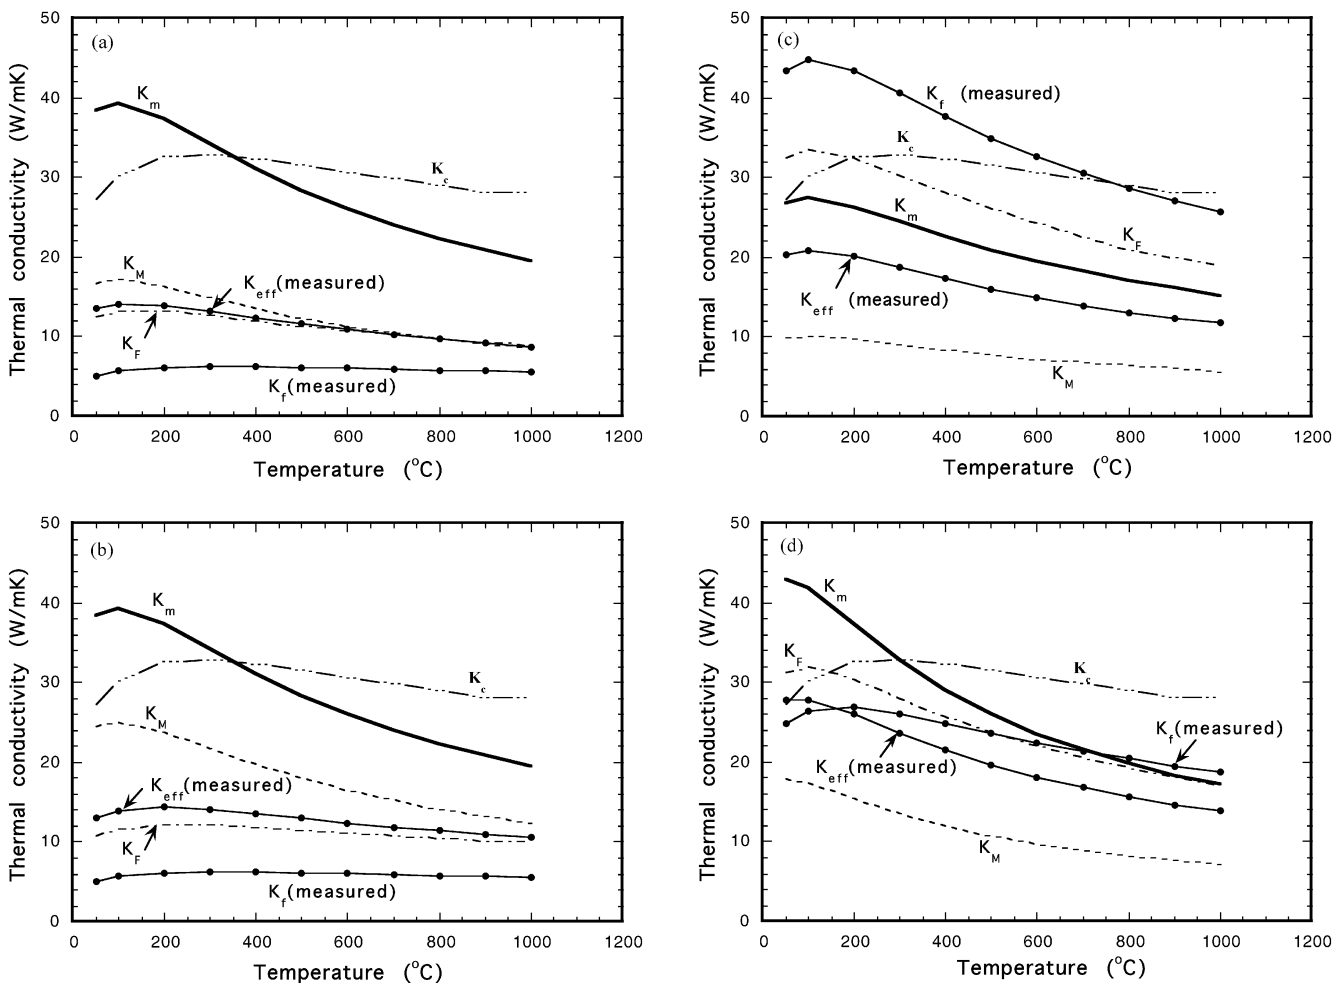 (a)
50
40
30
20
10
0
K_m
K_c
K_M
K_eff (measured)
K_F
K_f (measured)
0 200 400 600 800 1000 1200
Temperature (°C)
Thermal conductivity (W/mK)
(c)
50
40
30
20
10
0
K_f (measured)
K_c
K_m
K_F
K_eff (measured)
K_M
0 200 400 600 800 1000 1200
Temperature (°C)
Thermal conductivity (W/mK)
(b)
50
40
30
20
10
0
K_m
K_c
K_M
K_eff (measured)
K_F
K_f (measured)
0 200 400 600 800 1000 1200
Temperature (°C)
Thermal conductivity (W/mK)
(d)
50
40
30
20
10
0
K_m
K_F
K_c
K_f (measured)
K_eff (measured)
K_M
0 200 400 600 800 1000 1200
Temperature (°C)
Thermal conductivity (W/mK)